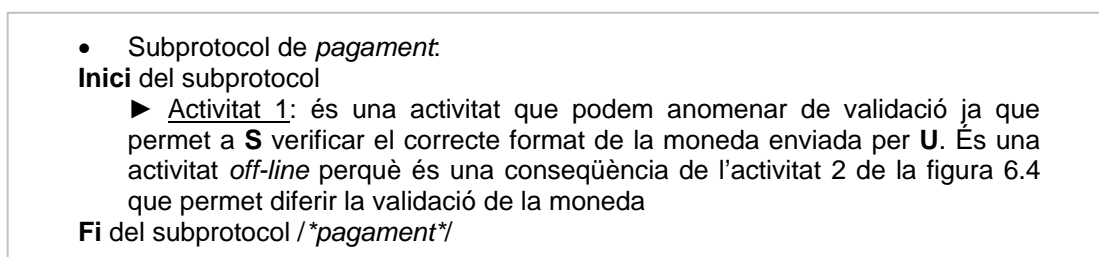 • Subprotocol de pagament:
Inici del subprotocol
► Activitat 1: és una activitat que podem anomenar de validació ja que
permet a S verificar el correcte format de la moneda enviada per U. És una
activitat off-line perquè és una conseqüència de l’activitat 2 de la figura 6.4
que permet diferir la validació de la moneda
Fi del subprotocol /*pagament*/